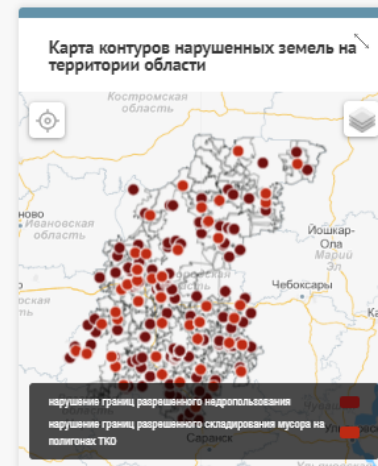 Карта контуров нарушенных земель на
территории области
Костромская
область
ново
Ивановская
область
Йошкар-
Ола
Марий
Эл
Чебоксары
нарушение границ разрешенного недропользования
нарушение границ разрешенного складирования мусора на
полигонах ТКО
Саранск